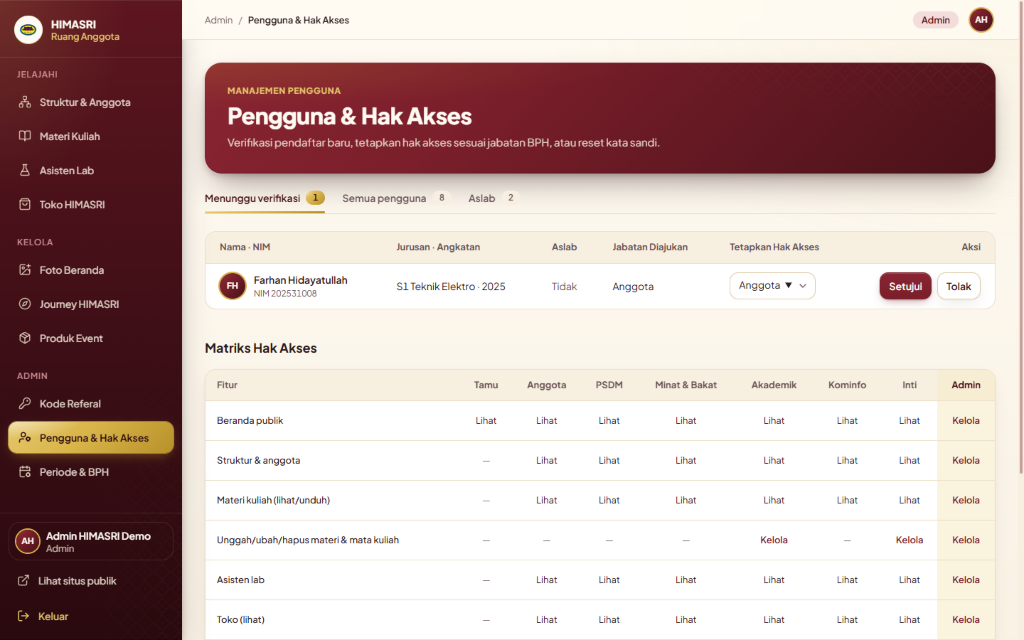 HIMASRI
Ruang Anggota
JELAJAHI
Struktur & Anggota
Materi Kuliah
Asisten Lab
Toko HIMASRI
KELOLA
Foto Beranda
Journey HIMASRI
Produk Event
ADMIN
Kode Referal
Pengguna & Hak Akses
Periode & BPH
AH Admin HIMASRI Demo
Admin
Lihat situs publik
Keluar
Admin / Pengguna & Hak Akses Admin AH
MANAJEMEN PENGGUNA
Pengguna & Hak Akses
Verifikasi pendaftar baru, tetapkan hak akses sesuai jabatan BPH, atau reset kata sandi.
Menunggu verifikasi 1 Semua pengguna 8 Aslab 2
Nama · NIM Jurusan · Angkatan Aslab Jabatan Diajukan Tetapkan Hak Akses Aksi
FH Farhan Hidayatullah S1 Teknik Elektro · 2025 Tidak Anggota Anggota ▼ Setujui Tolak
NIM 202531008
Matriks Hak Akses
Fitur Tamu Anggota PSDM Minat & Bakat Akademik Kominfo Inti Admin
Beranda publik Lihat Lihat Lihat Lihat Lihat Lihat Lihat Kelola
Struktur & anggota — Lihat Lihat Lihat Lihat Lihat Lihat Kelola
Materi kuliah (lihat/unduh) — Lihat Lihat Lihat Lihat Lihat Lihat Kelola
Unggah/ubah/hapus materi & mata kuliah — — — — Kelola — Kelola Kelola
Asisten lab — Lihat Lihat Lihat Lihat Lihat Lihat Kelola
Toko (lihat) — Lihat Lihat Lihat Lihat Lihat Lihat Kelola